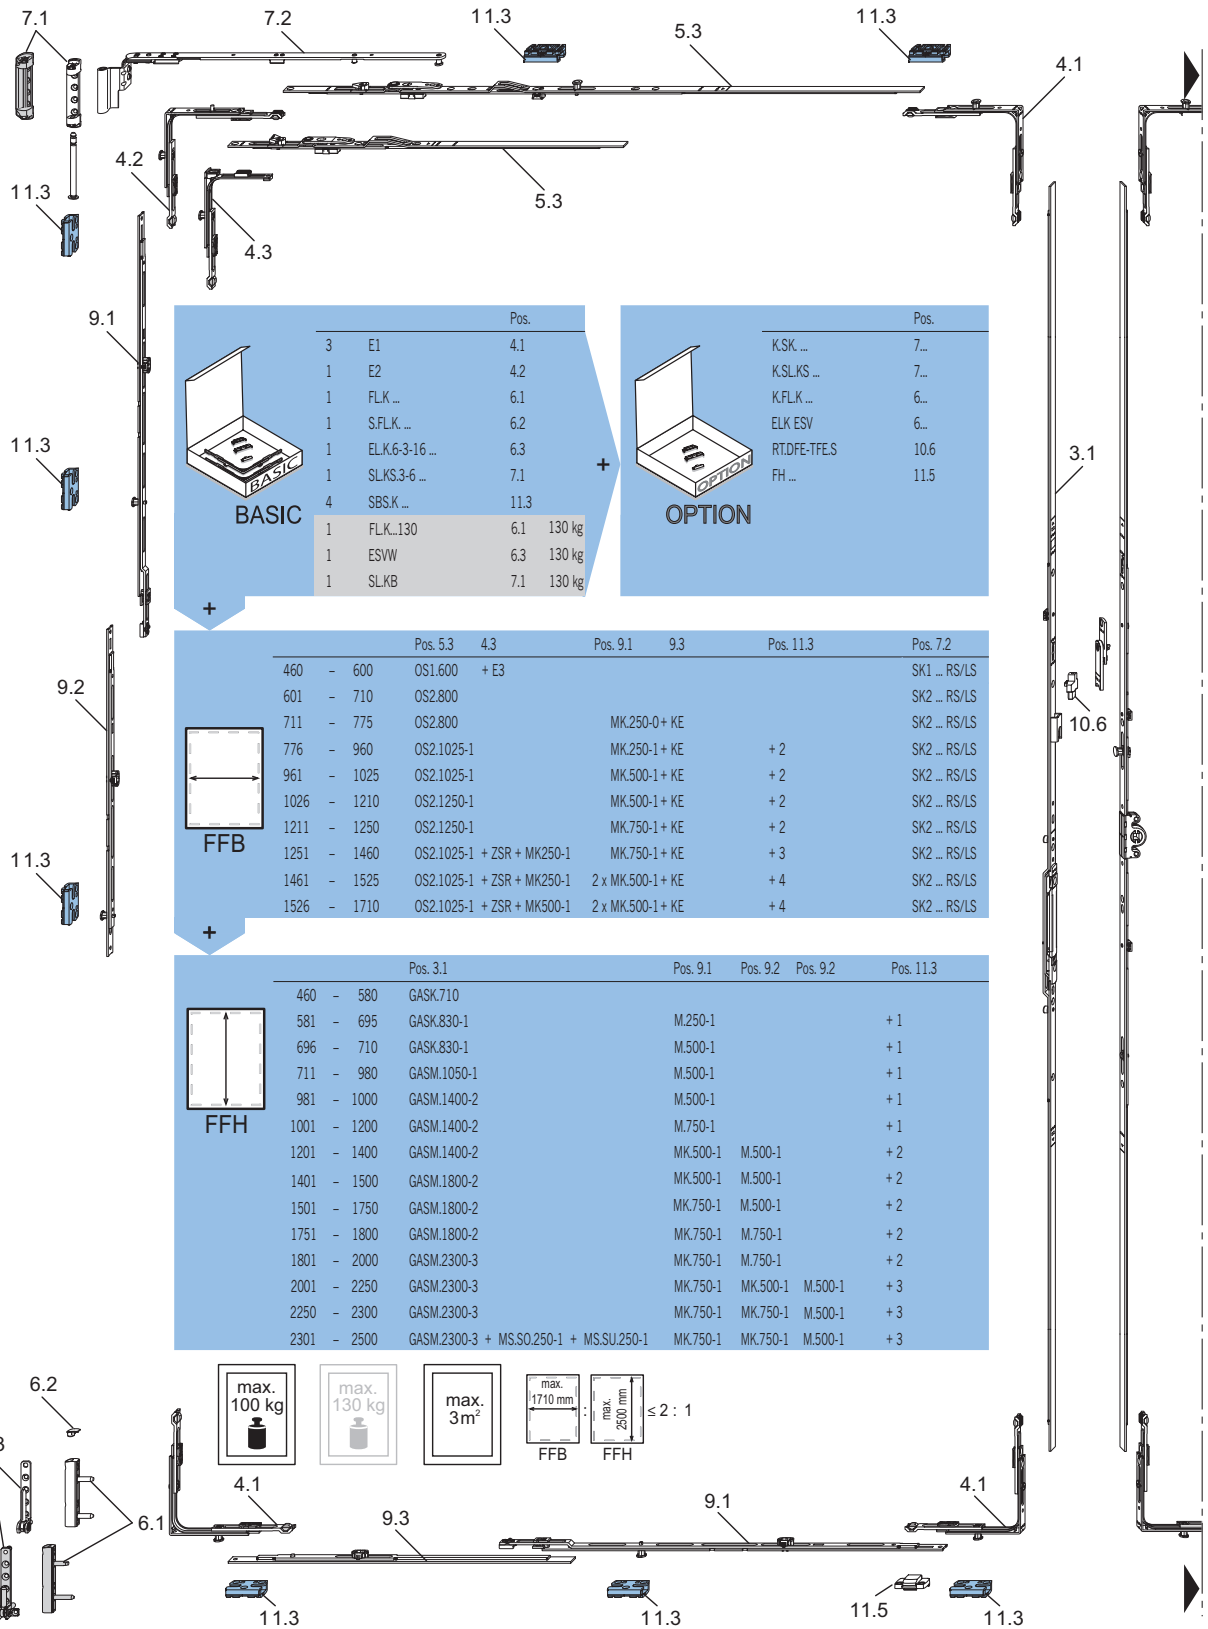 7.1
7.2
11.3
5.3
11.3
4.1
4.2
11.3
5.3
4.3
9.1
Pos.
3 E1 4.1
1 E2 4.2
1 FL.K ... 6.1
1 S.FL.K. ... 6.2
1 EL.K.6-3-16 ... 6.3
1 SL.KS.3-6 ... 7.1
4 SBS.K ... 11.3
1 FL.K...130 6.1 130 kg
1 ESVW 6.3 130 kg
1 SL.KB 7.1 130 kg
BASIC
BASIC
+
Pos.
K.SK. ... 7...
K.SL.KS ... 7...
K.FL.K ... 6...
ELK ESV 6...
RT.DFE-TFE.S 10.6
FH ... 11.5
OPTION
OPTION
11.3
3.1
+
Pos. 5.3 4.3 Pos. 9.1 9.3 Pos. 11.3 Pos. 7.2
460 – 600 OS1.600 + E3 SK1 ... RS/LS
601 – 710 OS2.800 SK2 ... RS/LS
711 – 775 OS2.800 MK.250-0 + KE SK2 ... RS/LS
776 – 960 OS2.1025-1 MK.250-1 + KE + 2 SK2 ... RS/LS
961 – 1025 OS2.1025-1 MK.500-1 + KE + 2 SK2 ... RS/LS
1026 – 1210 OS2.1250-1 MK.500-1 + KE + 2 SK2 ... RS/LS
1211 – 1250 OS2.1250-1 MK.750-1 + KE + 2 SK2 ... RS/LS
1251 – 1460 OS2.1025-1 + ZSR + MK250-1 MK.750-1 + KE + 3 SK2 ... RS/LS
1461 – 1525 OS2.1025-1 + ZSR + MK250-1 2 x MK.500-1 + KE + 4 SK2 ... RS/LS
1526 – 1710 OS2.1025-1 + ZSR + MK500-1 2 x MK.500-1 + KE + 4 SK2 ... RS/LS
FFB
9.2
10.6
11.3
+
Pos. 3.1 Pos. 9.1 Pos. 9.2 Pos. 9.2 Pos. 11.3
460 – 580 GASK.710
581 – 695 GASK.830-1 M.250-1 + 1
696 – 710 GASK.830-1 M.500-1 + 1
711 – 980 GASM.1050-1 M.500-1 + 1
981 – 1000 GASM.1400-2 M.500-1 + 1
1001 – 1200 GASM.1400-2 M.750-1 + 1
1201 – 1400 GASM.1400-2 MK.500-1 M.500-1 + 2
1401 – 1500 GASM.1800-2 MK.500-1 M.500-1 + 2
1501 – 1750 GASM.1800-2 MK.750-1 M.500-1 + 2
1751 – 1800 GASM.1800-2 MK.750-1 M.750-1 + 2
1801 – 2000 GASM.2300-3 MK.750-1 M.750-1 + 2
2001 – 2250 GASM.2300-3 MK.750-1 MK.500-1 M.500-1 + 3
2250 – 2300 GASM.2300-3 MK.750-1 MK.750-1 M.500-1 + 3
2301 – 2500 GASM.2300-3 + MS.SO.250-1 + MS.SU.250-1 MK.750-1 MK.750-1 M.500-1 + 3
FFH
max.
100 kg
max.
130 kg
max.
3m²
max.
1710 mm
FFB
:
max.
2500 mm
FFH
≤ 2 : 1
6.2
6.1
4.1
9.3
9.1
4.1
11.3
11.3
11.5
11.3